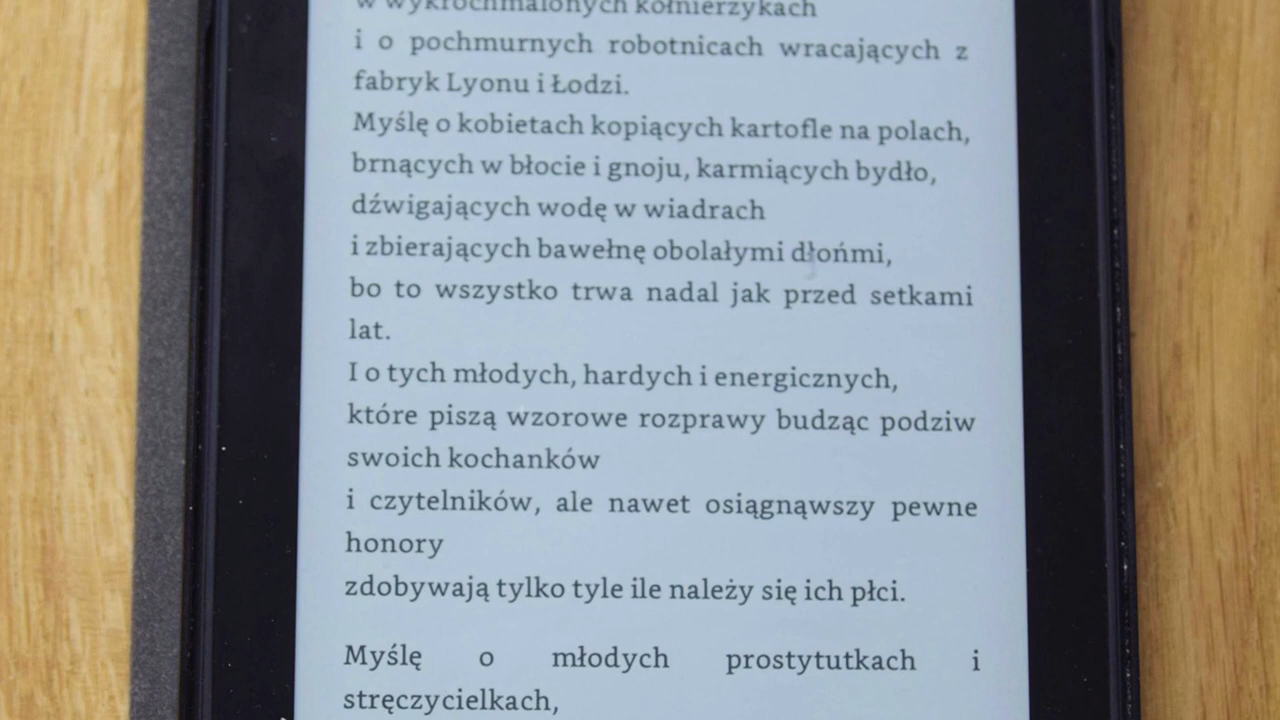 w wykrochmalonych kołnierzykach
i o pochmurnych robotnicach wracających z
fabryk Lyonu i Łodzi.
Myślę o kobietach kopiących kartofle na polach,
brnących w błocie i gnoju, karmiących bydło,
dźwigających wodę w wiadrach
i zbierających bawełnę obolałymi dłońmi,
bo to wszystko trwa nadal jak przed setkami
lat.
I o tych młodych, hardych i energicznych,
które piszą wzorowe rozprawy budząc podziw
swoich kochanków
i czytelników, ale nawet osiągnąwszy pewne
honory
zdobywają tylko tyle ile należy się ich płci.
Myślę o młodych prostytutkach i
stręczycielkach,